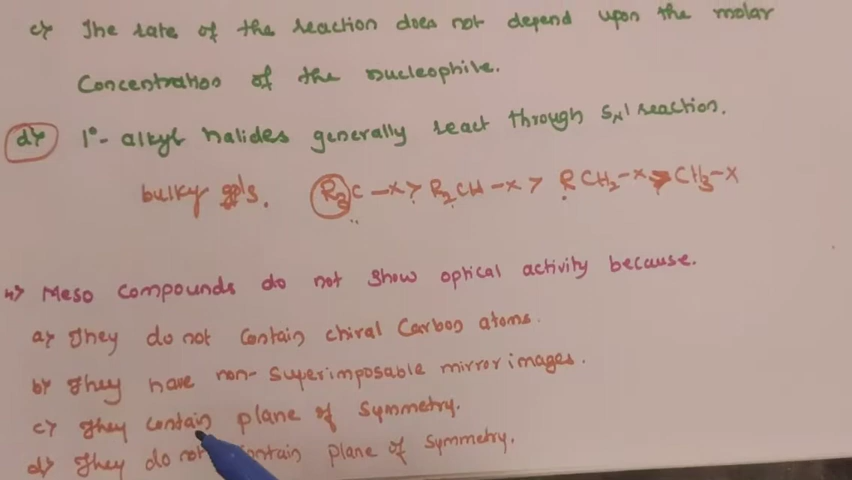 c) The rate of the reaction does not depend upon the molar
Concentration of the nucleophile.
d) 1°- alkyl halides generally react through SN1 reaction.
bulky gps. R3C-X > R2CH-X > RCH2-X > CH3-X
4) Meso compounds do not show optical activity because.
a) They do not contain chiral Carbon atoms.
b) They have non-superimposable mirror images.
c) They contain plane of symmetry.
d) They do not contain plane of symmetry.